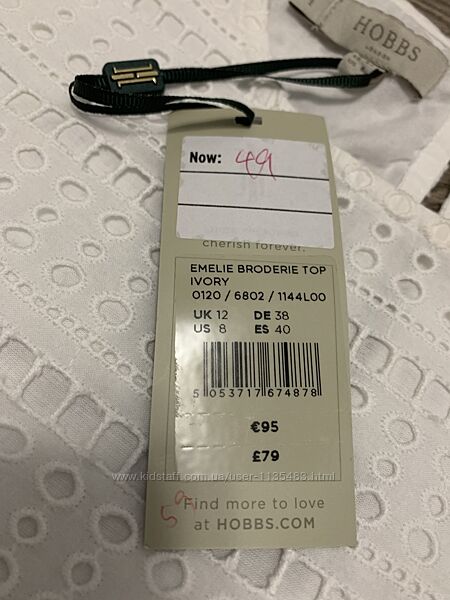 HOBBS
LONDON
Now: 49
cherish forever.
EMELIE BRODERIE TOP
IVORY
0120 / 6802 / 1144L00
UK 12 DE 38
US 8 ES 40
5 053717 674878
€95
£79
www.kidstaff.com.ua/user-1135483.html
Find more to love
at HOBBS.COM